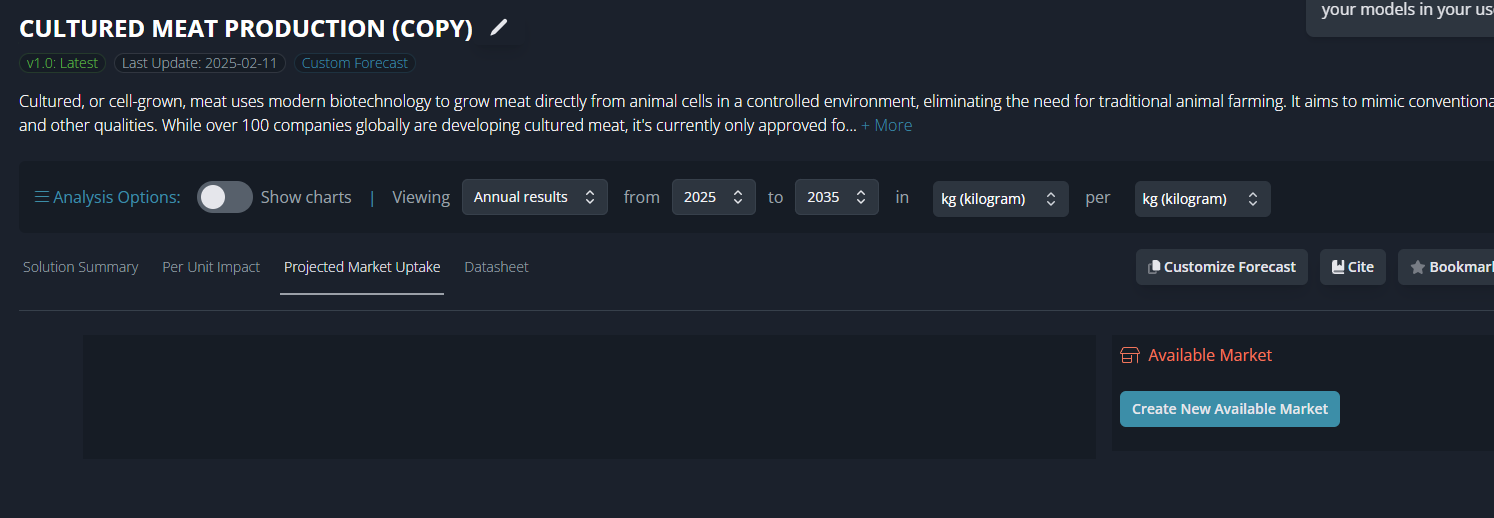 your models in your us
CULTURED MEAT PRODUCTION (COPY)
v1.0: Latest Last Update: 2025-02-11 Custom Forecast
Cultured, or cell-grown, meat uses modern biotechnology to grow meat directly from animal cells in a controlled environment, eliminating the need for traditional animal farming. It aims to mimic conventiona
and other qualities. While over 100 companies globally are developing cultured meat, it's currently only approved fo... + More
Analysis Options: Show charts | Viewing Annual results from 2025 to 2035 in kg (kilogram) per kg (kilogram)
Solution Summary Per Unit Impact Projected Market Uptake Datasheet Customize Forecast Cite Bookmark
Available Market
Create New Available Market